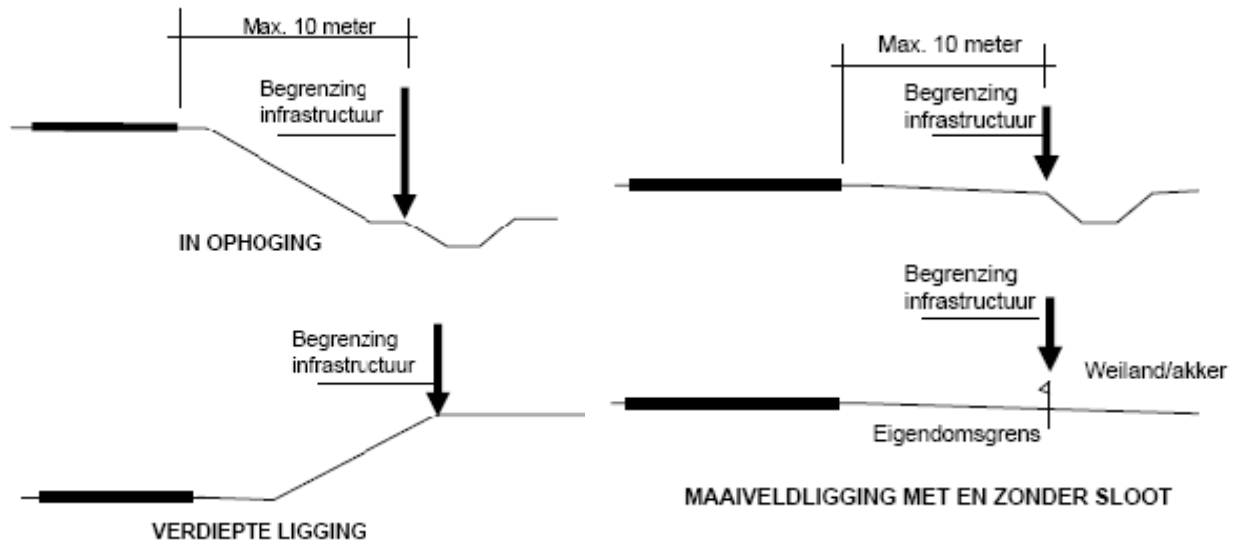 Max. 10 meter
Begrenzing
infrastructuur
IN OPHOGING
Begrenzing
infrastructuur
VERDIEPTE LIGGING
Max. 10 meter
Begrenzing
infrastructuur
Begrenzing
infrastructuur
Weiland/akker
Eigendomsgrens
MAAIVELDLIGGING MET EN ZONDER SLOOT